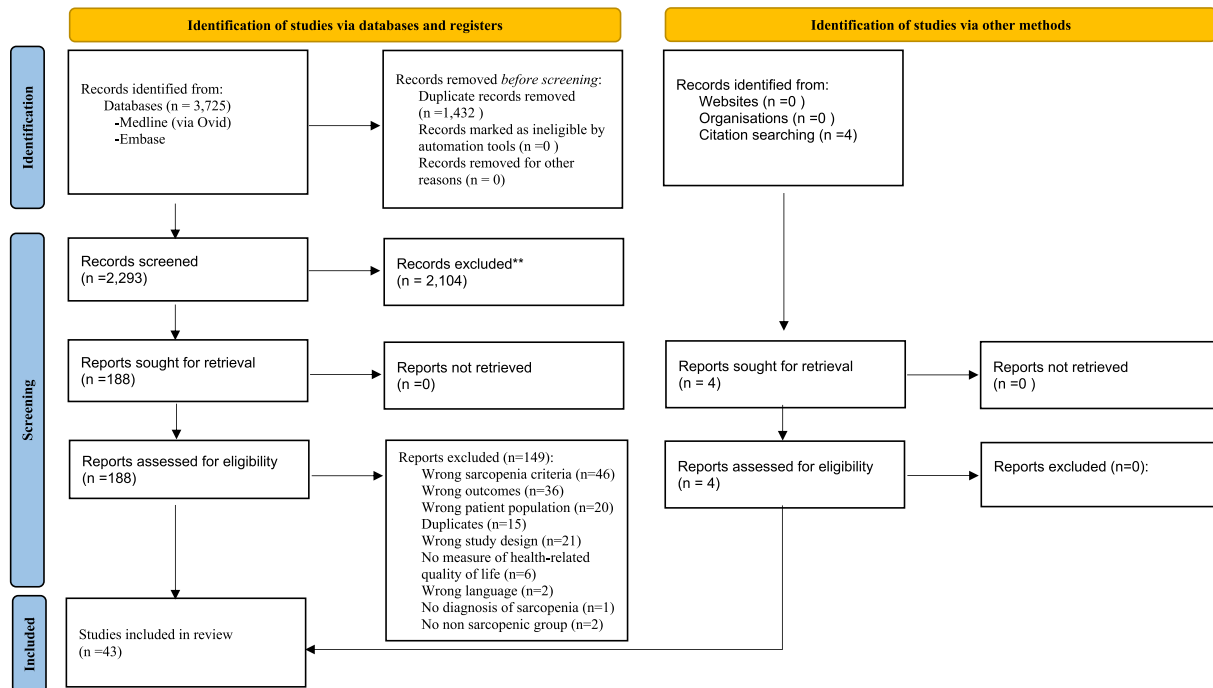 Identification of studies via databases and registers
Identification of studies via other methods
Identification
Records identified from:
Databases (n = 3,725)
-Medline (via Ovid)
-Embase
Records removed before screening:
Duplicate records removed
(n =1,432 )
Records marked as ineligible by
automation tools (n =0 )
Records removed for other
reasons (n = 0)
Records identified from:
Websites (n =0 )
Organisations (n =0 )
Citation searching (n =4)
Screening
Records screened
(n =2,293)
Records excluded**
(n = 2,104)
Reports sought for retrieval
(n =188)
Reports not retrieved
(n =0)
Reports sought for retrieval
(n = 4)
Reports not retrieved
(n =0 )
Reports assessed for eligibility
(n =188)
Reports excluded (n=149):
Wrong sarcopenia criteria (n=46)
Wrong outcomes (n=36)
Wrong patient population (n=20)
Duplicates (n=15)
Wrong study design (n=21)
No measure of health-related
quality of life (n=6)
Wrong language (n=2)
No diagnosis of sarcopenia (n=1)
No non sarcopenic group (n=2)
Reports assessed for eligibility
(n = 4)
Reports excluded (n=0):
Included
Studies included in review
(n =43)